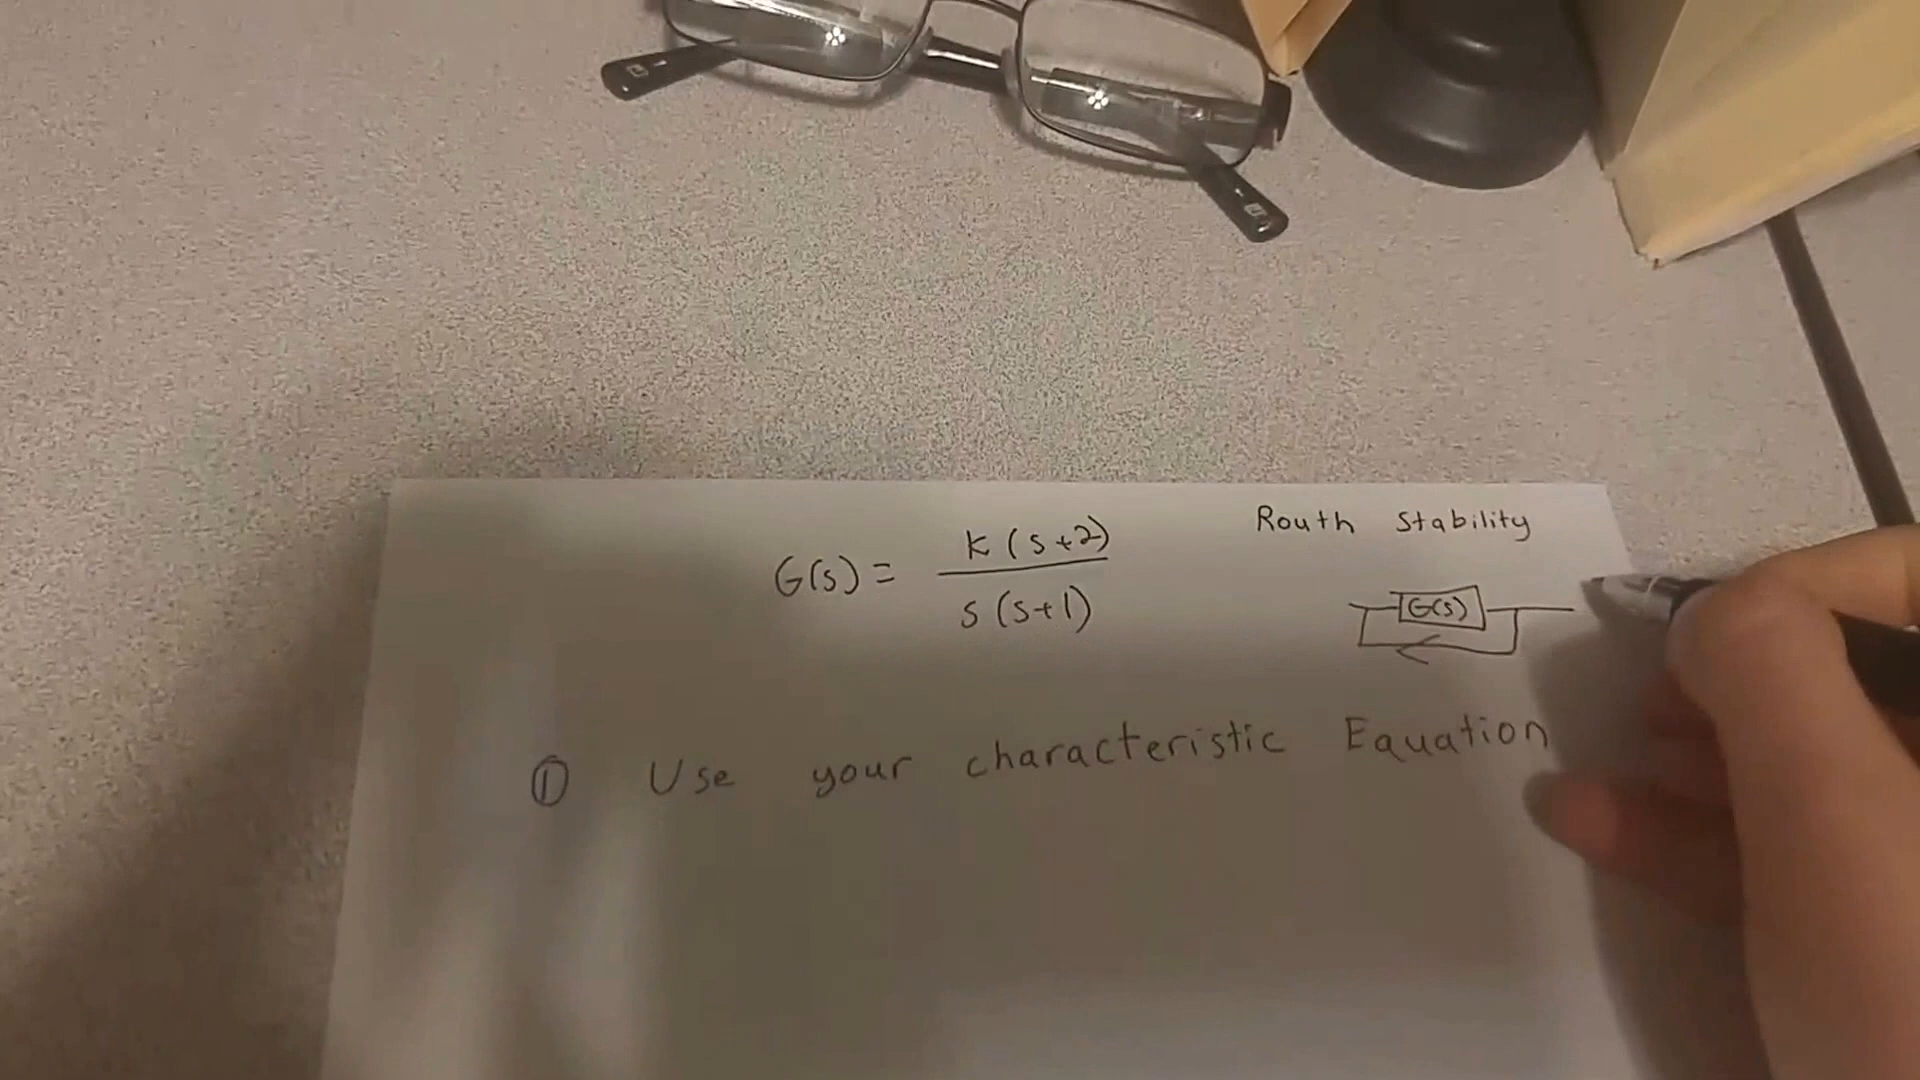 Routh Stability
G(s) = K(s+2)
s(s+1)
G(s)
① Use your characteristic Equation